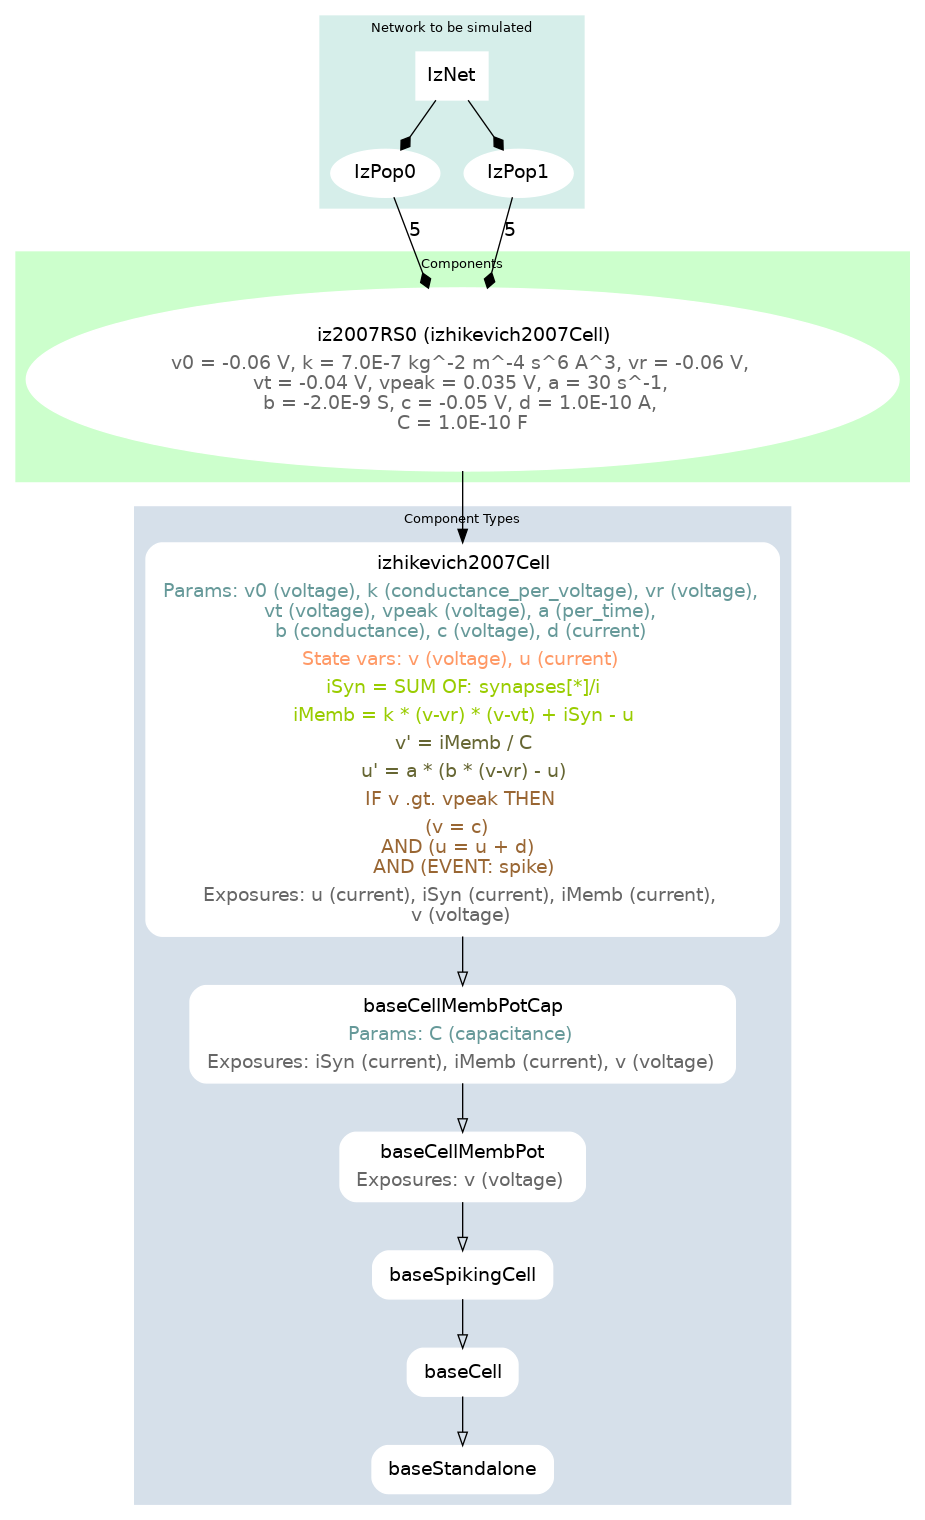 Network to be simulated
IzNet
IzPop0
IzPop1
5
5
Components
iz2007RS0 (izhikevich2007Cell)
v0 = -0.06 V, k = 7.0E-7 kg^-2 m^-4 s^6 A^3, vr = -0.06 V,
vt = -0.04 V, vpeak = 0.035 V, a = 30 s^-1,
b = -2.0E-9 S, c = -0.05 V, d = 1.0E-10 A,
C = 1.0E-10 F
Component Types
izhikevich2007Cell
Params: v0 (voltage), k (conductance_per_voltage), vr (voltage),
vt (voltage), vpeak (voltage), a (per_time),
b (conductance), c (voltage), d (current)
State vars: v (voltage), u (current)
iSyn = SUM OF: synapses[*]/i
iMemb = k * (v-vr) * (v-vt) + iSyn - u
v' = iMemb / C
u' = a * (b * (v-vr) - u)
IF v .gt. vpeak THEN
(v = c)
AND (u = u + d)
AND (EVENT: spike)
Exposures: u (current), iSyn (current), iMemb (current),
v (voltage)
baseCellMembPotCap
Params: C (capacitance)
Exposures: iSyn (current), iMemb (current), v (voltage)
baseCellMembPot
Exposures: v (voltage)
baseSpikingCell
baseCell
baseStandalone